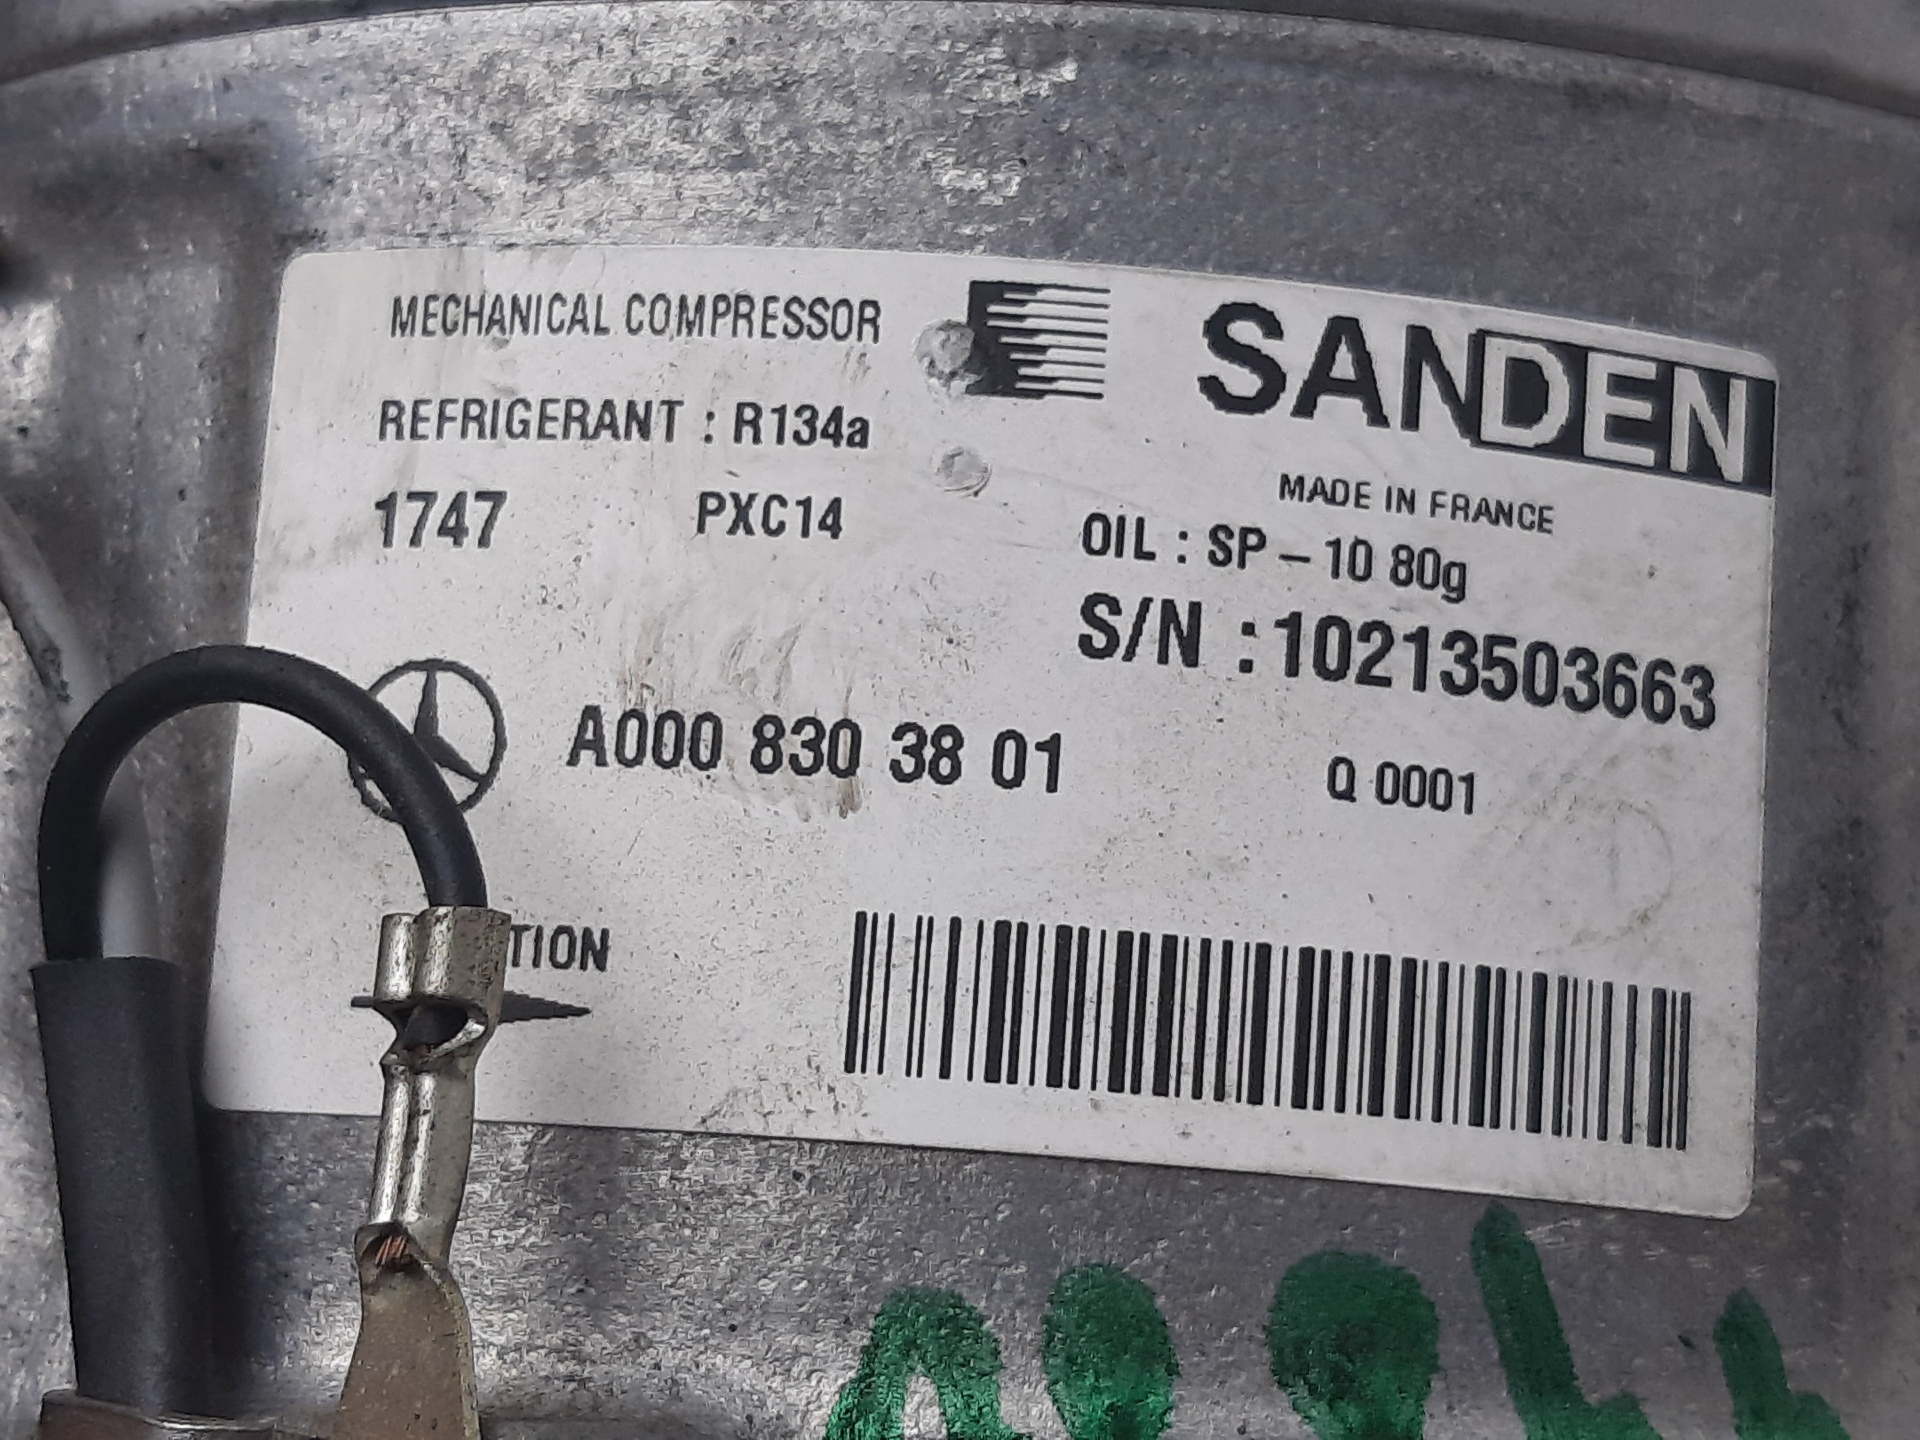 MECHANICAL COMPRESSOR
SANDEN
REFRIGERANT : R134a
MADE IN FRANCE
1747 PXC14
OIL : SP – 10 80g
S/N : 10213503663
A000 830 38 01
Q 0001
TION